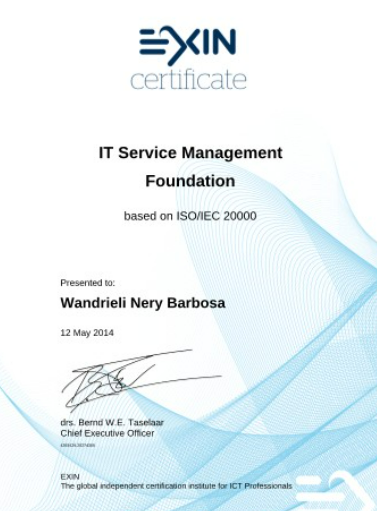 EXIN
certificate
IT Service Management
Foundation
based on ISO/IEC 20000
Presented to:
Wandrieli Nery Barbosa
12 May 2014
drs. Bernd W.E. Taselaar
Chief Executive Officer
EXIN
The global independent certification institute for ICT Professionals